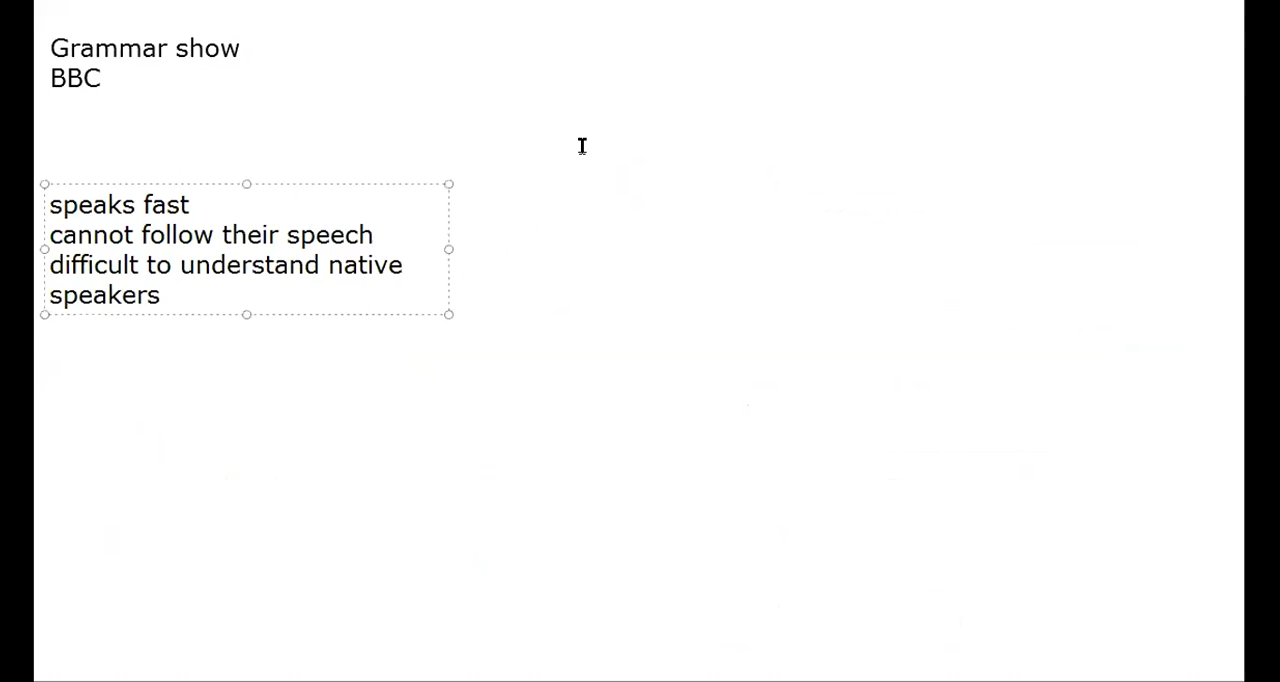 Grammar show
BBC
speaks fast
cannot follow their speech
difficult to understand native
speakers